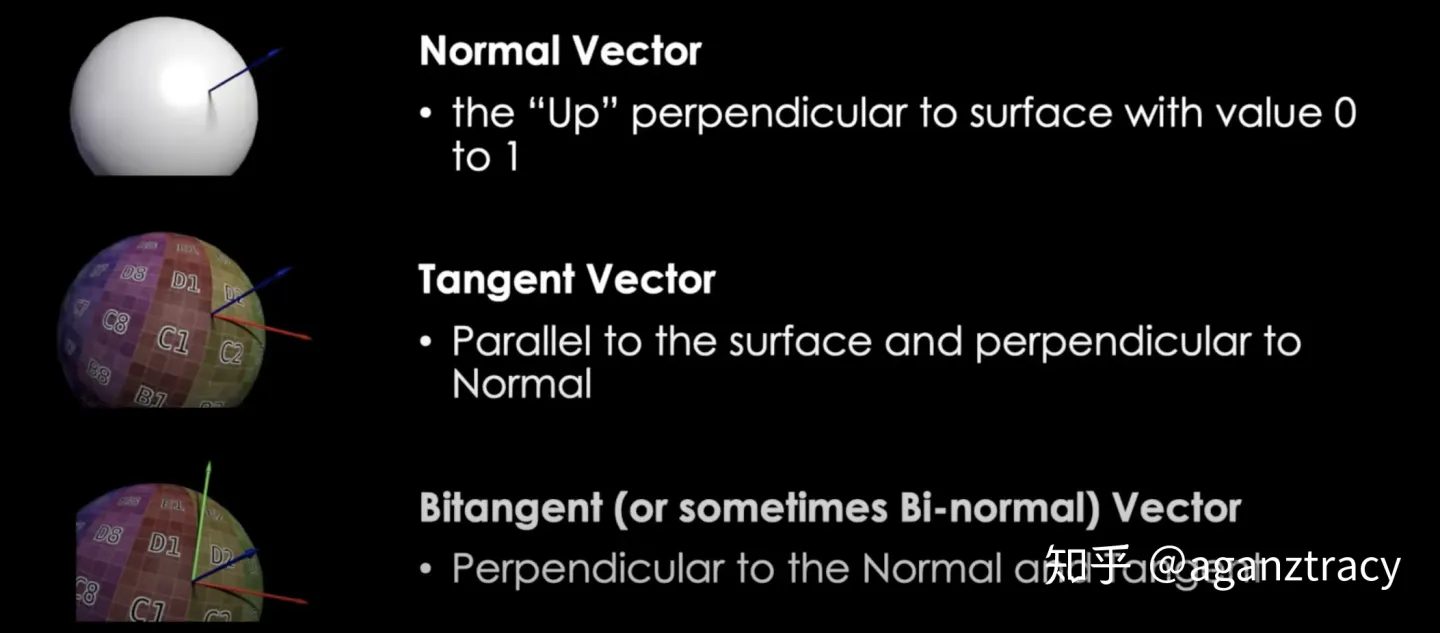 Normal Vector
• the “Up” perpendicular to surface with value 0
to 1
D8
D1
D2
C8
C1
C2
B8
B1
Tangent Vector
• Parallel to the surface and perpendicular to
Normal
D8
D1
D2
C8
C1
C2
Bitangent (or sometimes Bi-normal) Vector
• Perpendicular to the Normal and Tangent
知乎 @aganztracy